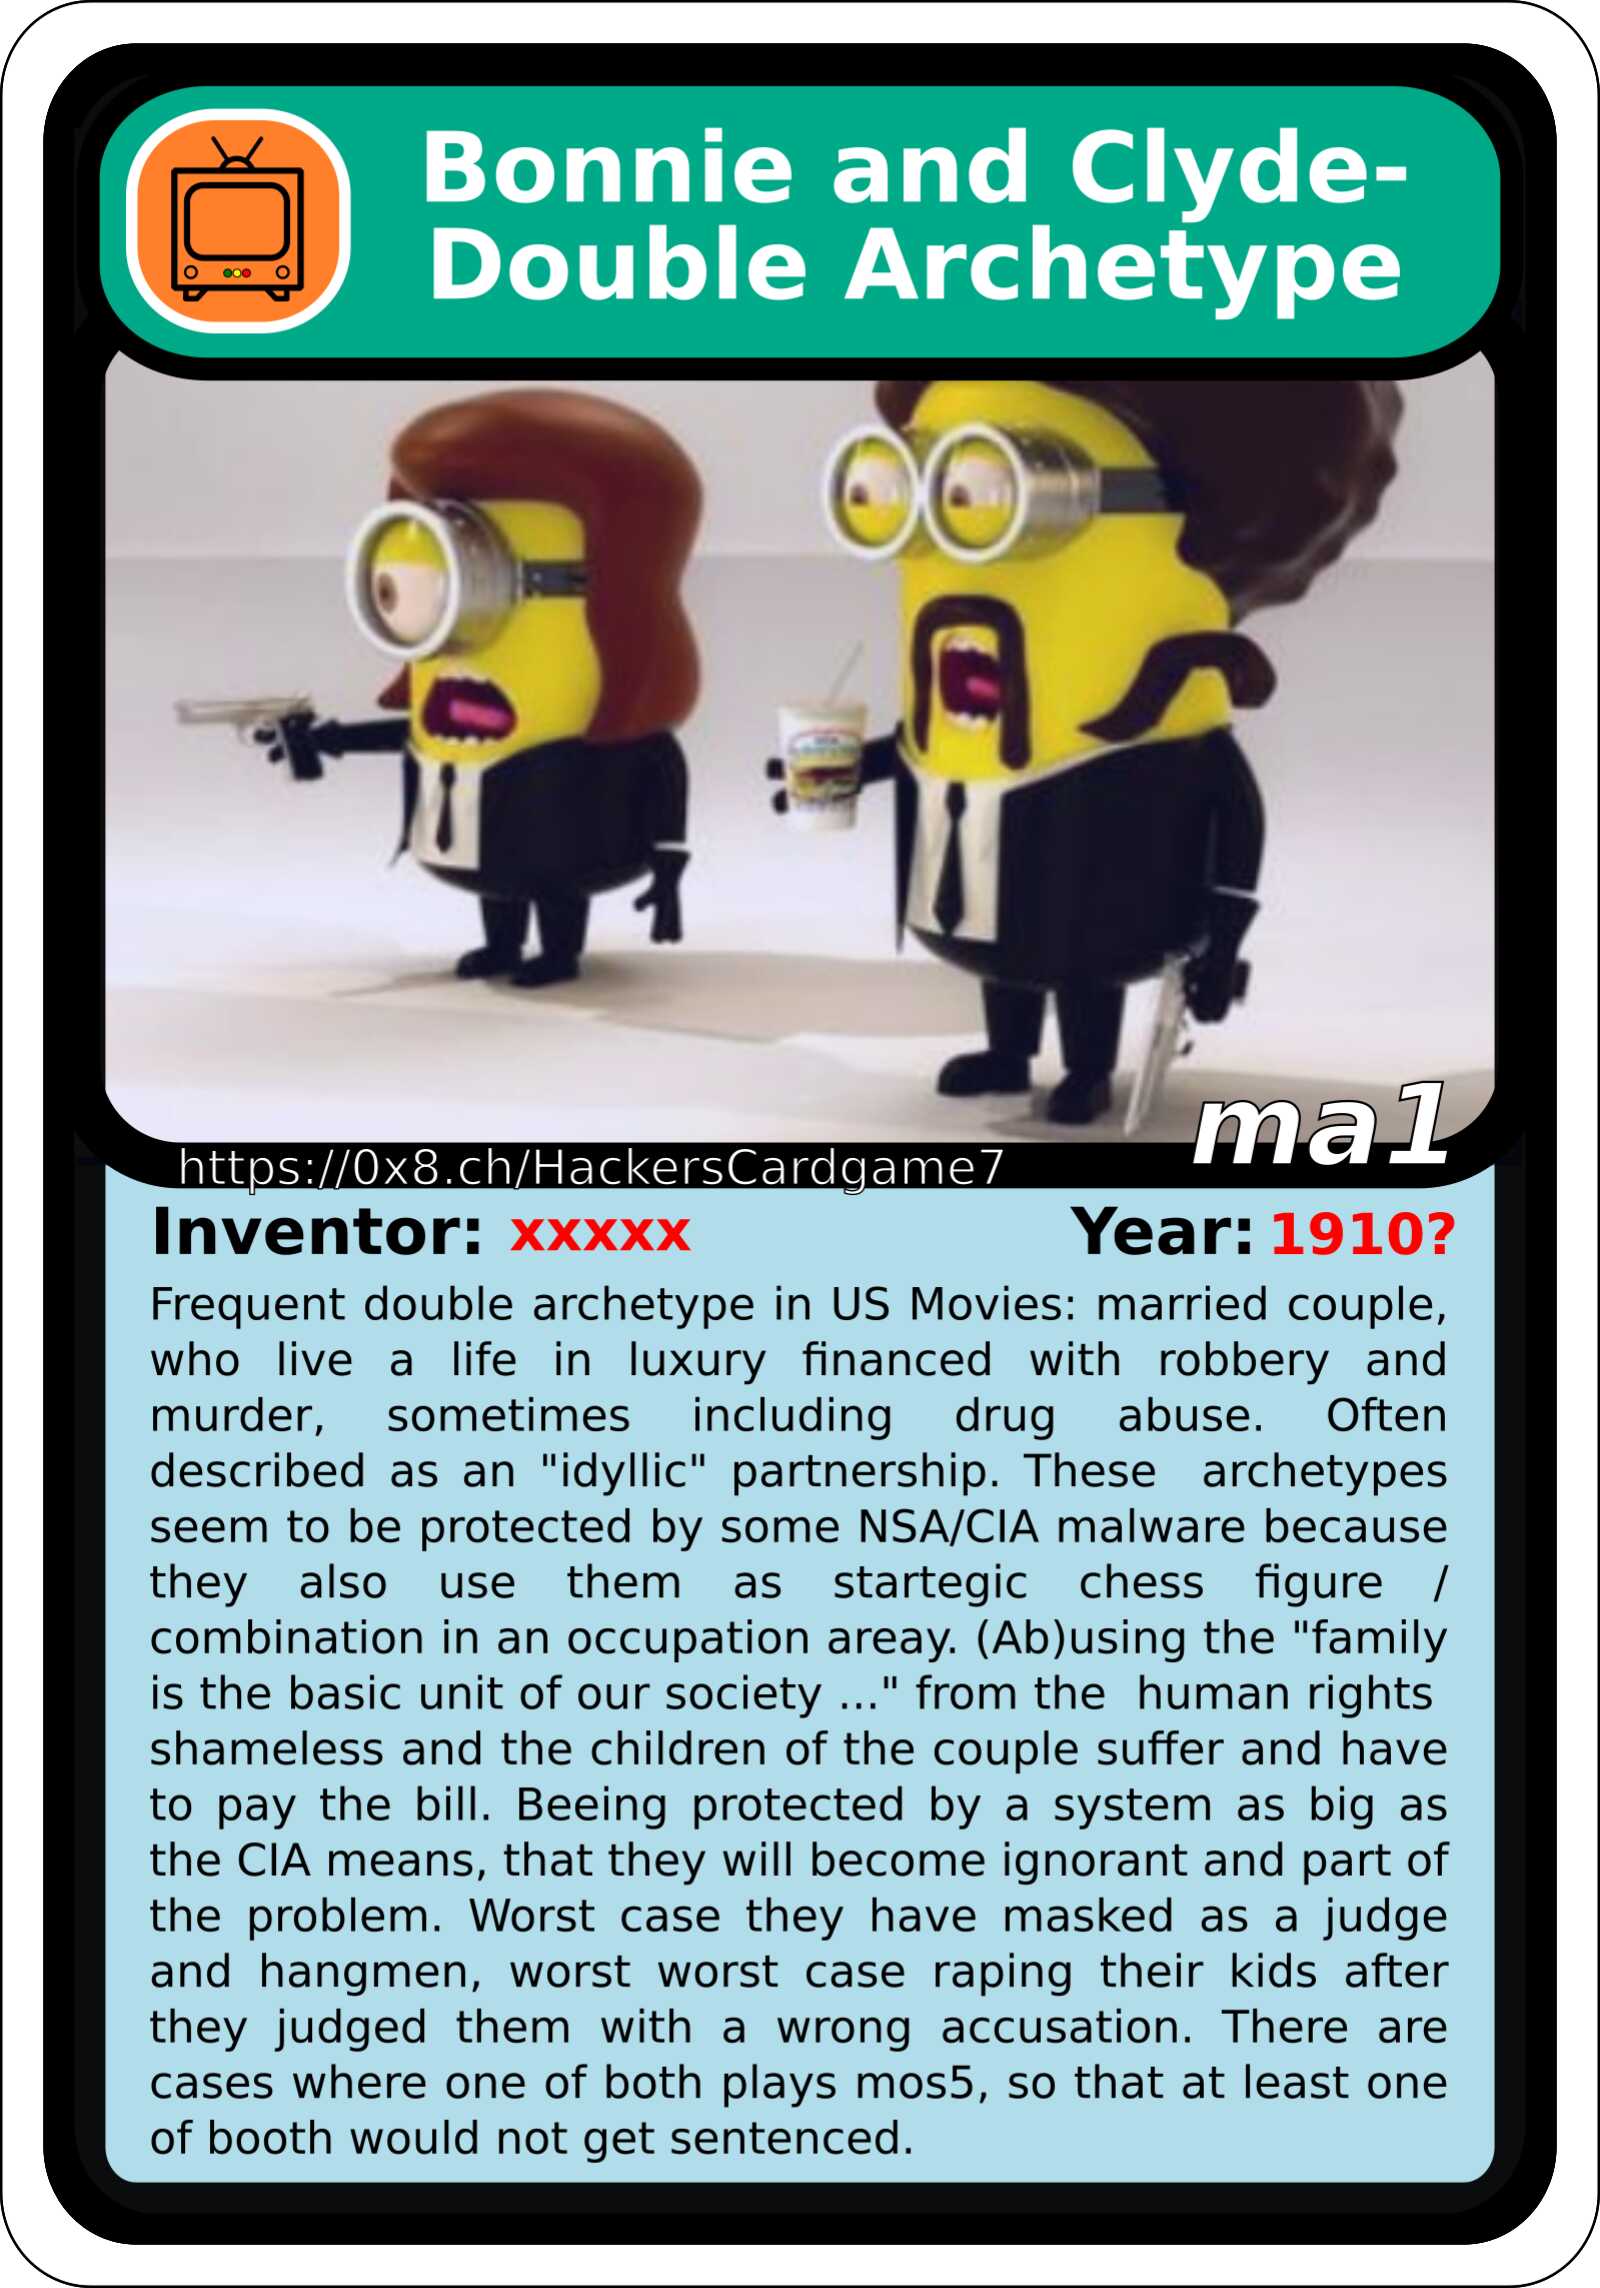 Bonnie and Clyde-
Double Archetype
ma1
https://0x8.ch/HackersCardgame7
Inventor: xxxxx Year: 1910?
Frequent double archetype in US Movies: married couple,
who live a life in luxury financed with robbery and
murder, sometimes including drug abuse. Often
described as an "idyllic" partnership. These archetypes
seem to be protected by some NSA/CIA malware because
they also use them as startegic chess figure /
combination in an occupation areay. (Ab)using the "family
is the basic unit of our society ..." from the human rights
shameless and the children of the couple suffer and have
to pay the bill. Beeing protected by a system as big as
the CIA means, that they will become ignorant and part of
the problem. Worst case they have masked as a judge
and hangmen, worst worst case raping their kids after
they judged them with a wrong accusation. There are
cases where one of both plays mos5, so that at least one
of booth would not get sentenced.